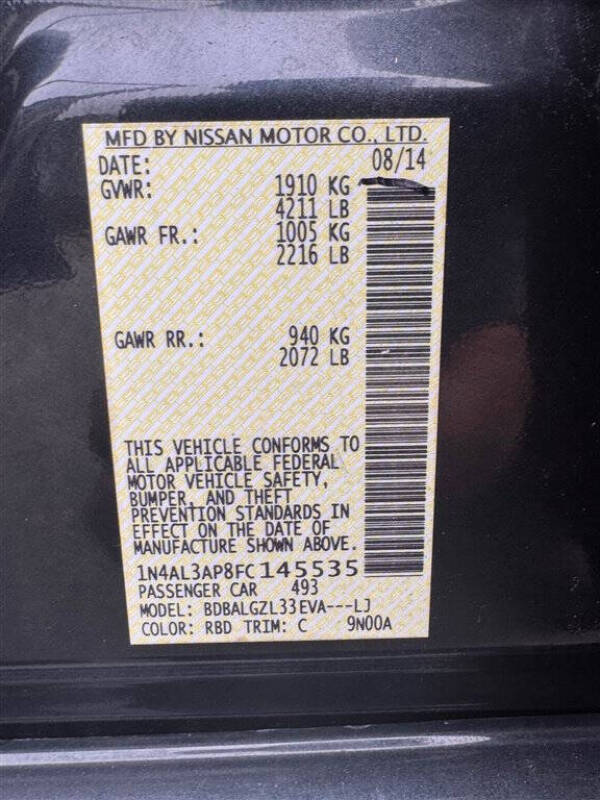 MFD BY NISSAN MOTOR CO., LTD.
DATE: 08/14
GVWR: 1910 KG
4211 LB
GAWR FR.: 1005 KG
2216 LB
GAWR RR.: 940 KG
2072 LB
THIS VEHICLE CONFORMS TO
ALL APPLICABLE FEDERAL
MOTOR VEHICLE SAFETY,
BUMPER, AND THEFT
PREVENTION STANDARDS IN
EFFECT ON THE DATE OF
MANUFACTURE SHOWN ABOVE.
1N4AL3AP8FC145535
PASSENGER CAR 493
MODEL: BDBALGZL33EVA---LJ
COLOR: RBD TRIM: C 9N00A